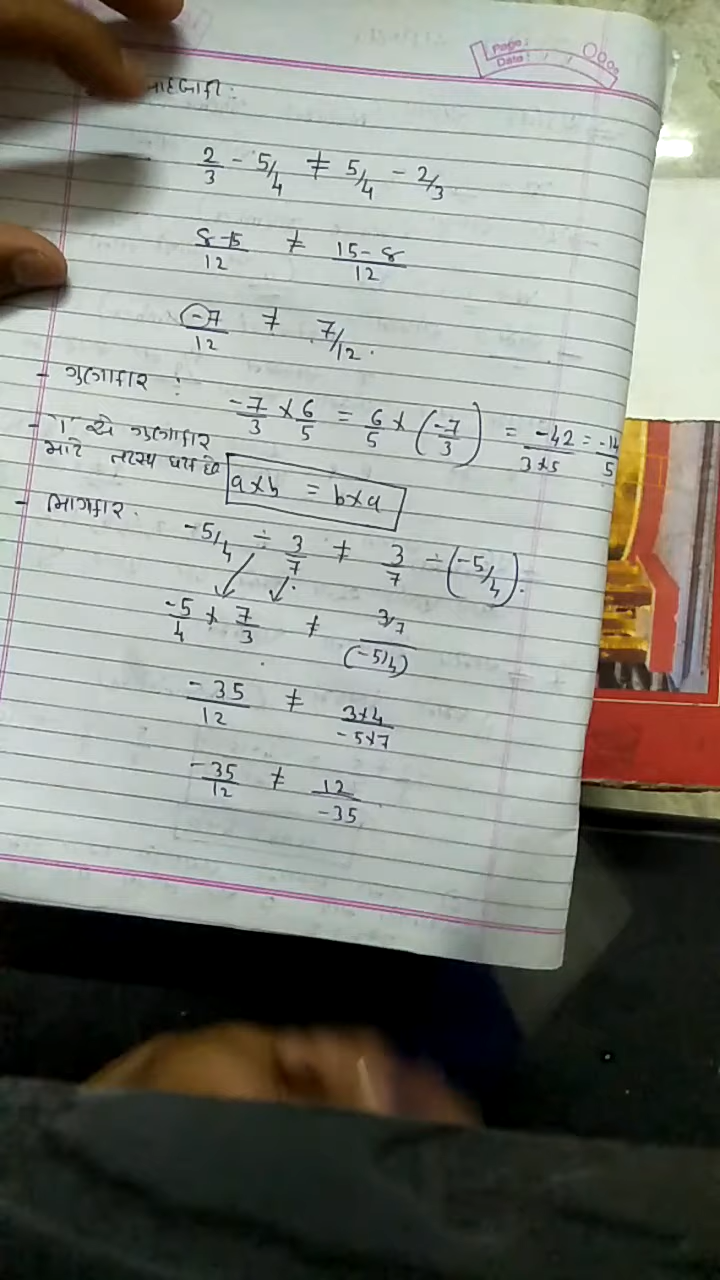 Page:
Date: / /
બાદબાકી :
2/3 - 5/4 ≠ 5/4 - 2/3
8-15/12 ≠ 15-8/12
-7/12 ≠ 7/12.
- ગુણાકાર :
-7/3 × 6/5 = 6/5 × (-7/3) = -42/3×5 = -14/5
ગુણાકાર
માટે
a×b = b×a
- ભાગાકાર.
-5/4 ÷ 3/7 ≠ 3/7 ÷ (-5/4).
-5/4 × 7/3 ≠ 3/7/(-5/4)
-35/12 ≠ 3×4/-5×7
-35/12 ≠ 12/-35